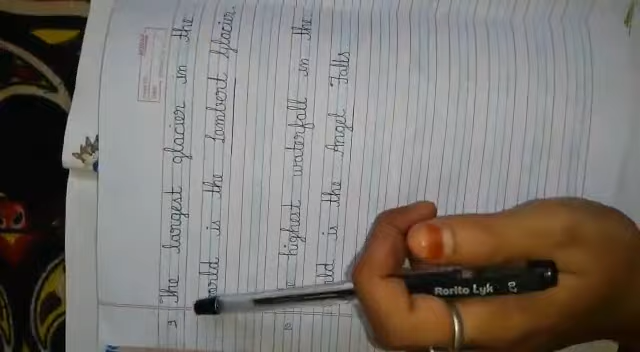 The largest glacier in the
world is the Lambert Glacier.
highest waterfall in the
is the Angel Falls
Rorito Lyk